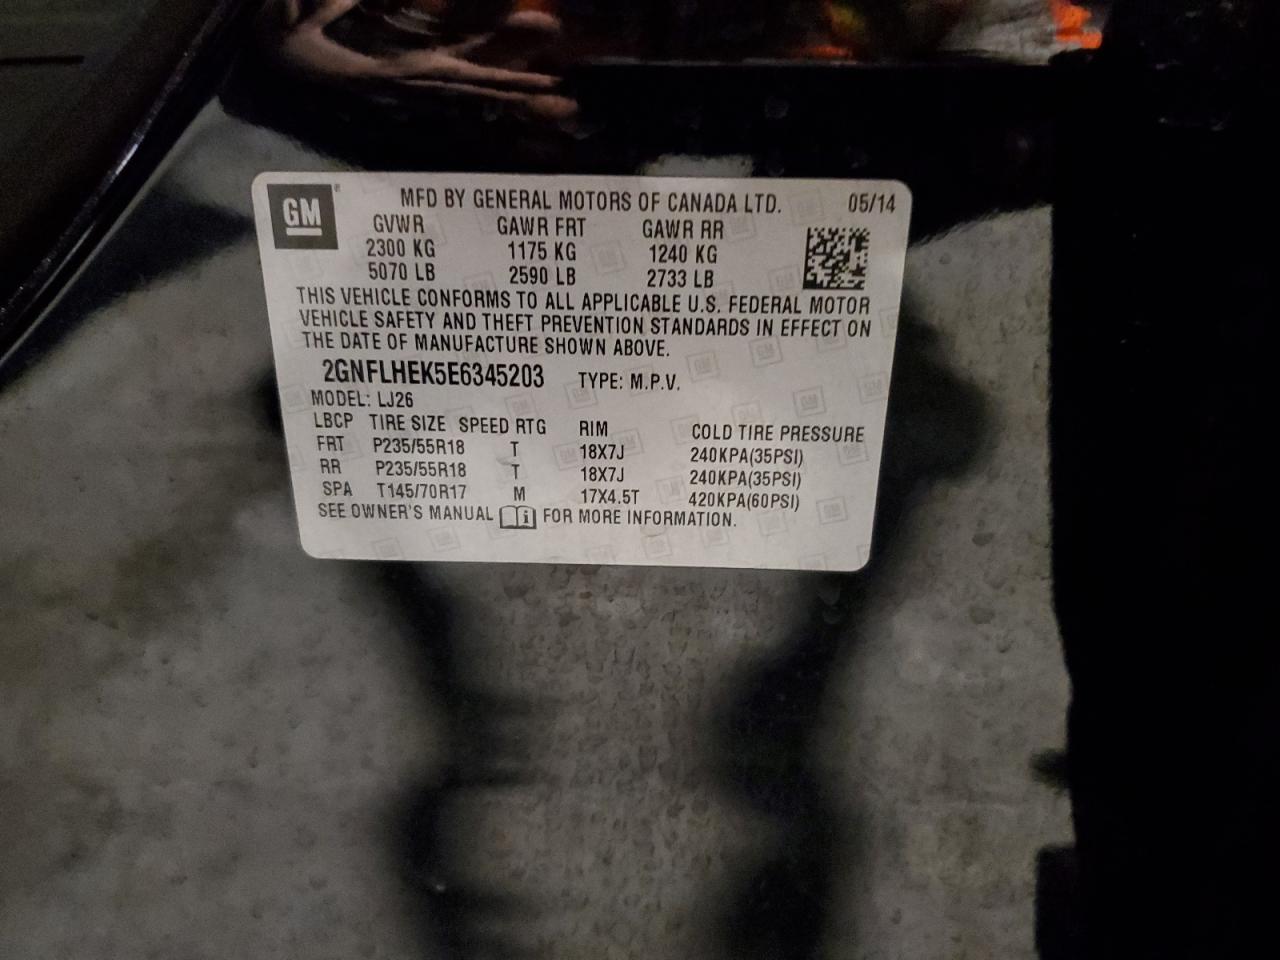 GM
MFD BY GENERAL MOTORS OF CANADA LTD. 05/14
GVWR GAWR FRT GAWR RR
2300 KG 1175 KG 1240 KG
5070 LB 2590 LB 2733 LB
THIS VEHICLE CONFORMS TO ALL APPLICABLE U.S. FEDERAL MOTOR
VEHICLE SAFETY AND THEFT PREVENTION STANDARDS IN EFFECT ON
THE DATE OF MANUFACTURE SHOWN ABOVE.
2GNFLHEK5E6345203 TYPE: M.P.V.
MODEL: LJ26
LBCP TIRE SIZE SPEED RTG RIM COLD TIRE PRESSURE
FRT P235/55R18 T 18X7J 240KPA(35PSI)
RR P235/55R18 T 18X7J 240KPA(35PSI)
SPA T145/70R17 M 17X4.5T 420KPA(60PSI)
SEE OWNER'S MANUAL i FOR MORE INFORMATION.